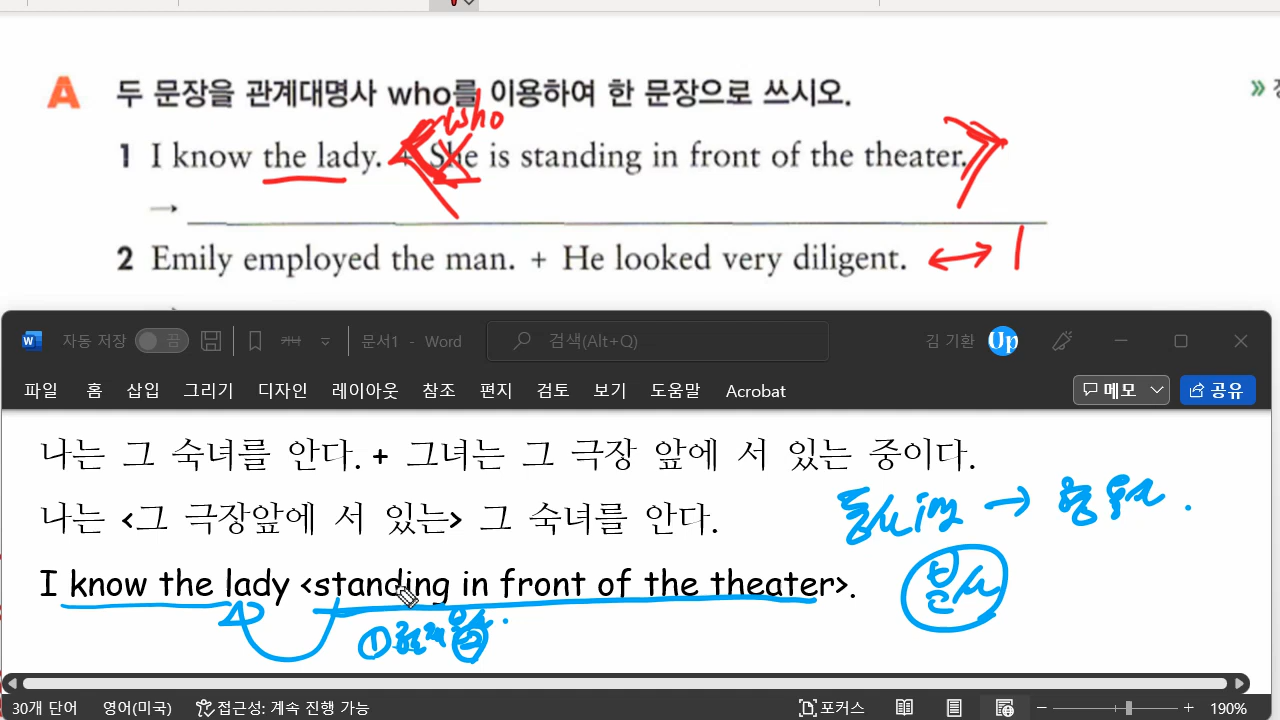 A 두 문장을 관계대명사 who를 이용하여 한 문장으로 쓰시오.
who
1 I know the lady. + She is standing in front of the theater.
→
2 Emily employed the man. + He looked very diligent. ↔ 1
자동 저장 끔 문서1 - Word 검색(Alt+Q) 김 기환 Up
파일 홈 삽입 그리기 디자인 레이아웃 참조 편지 검토 보기 도움말 Acrobat 메모 공유
나는 그 숙녀를 안다. + 그녀는 그 극장 앞에 서 있는 중이다.
나는 <그 극장앞에 서 있는> 그 숙녀를 안다.
동사ing →
I know the lady <standing in front of the theater>.
분사
① 현재분사.
30개 단어 영어(미국) 접근성: 계속 진행 가능 포커스 190%